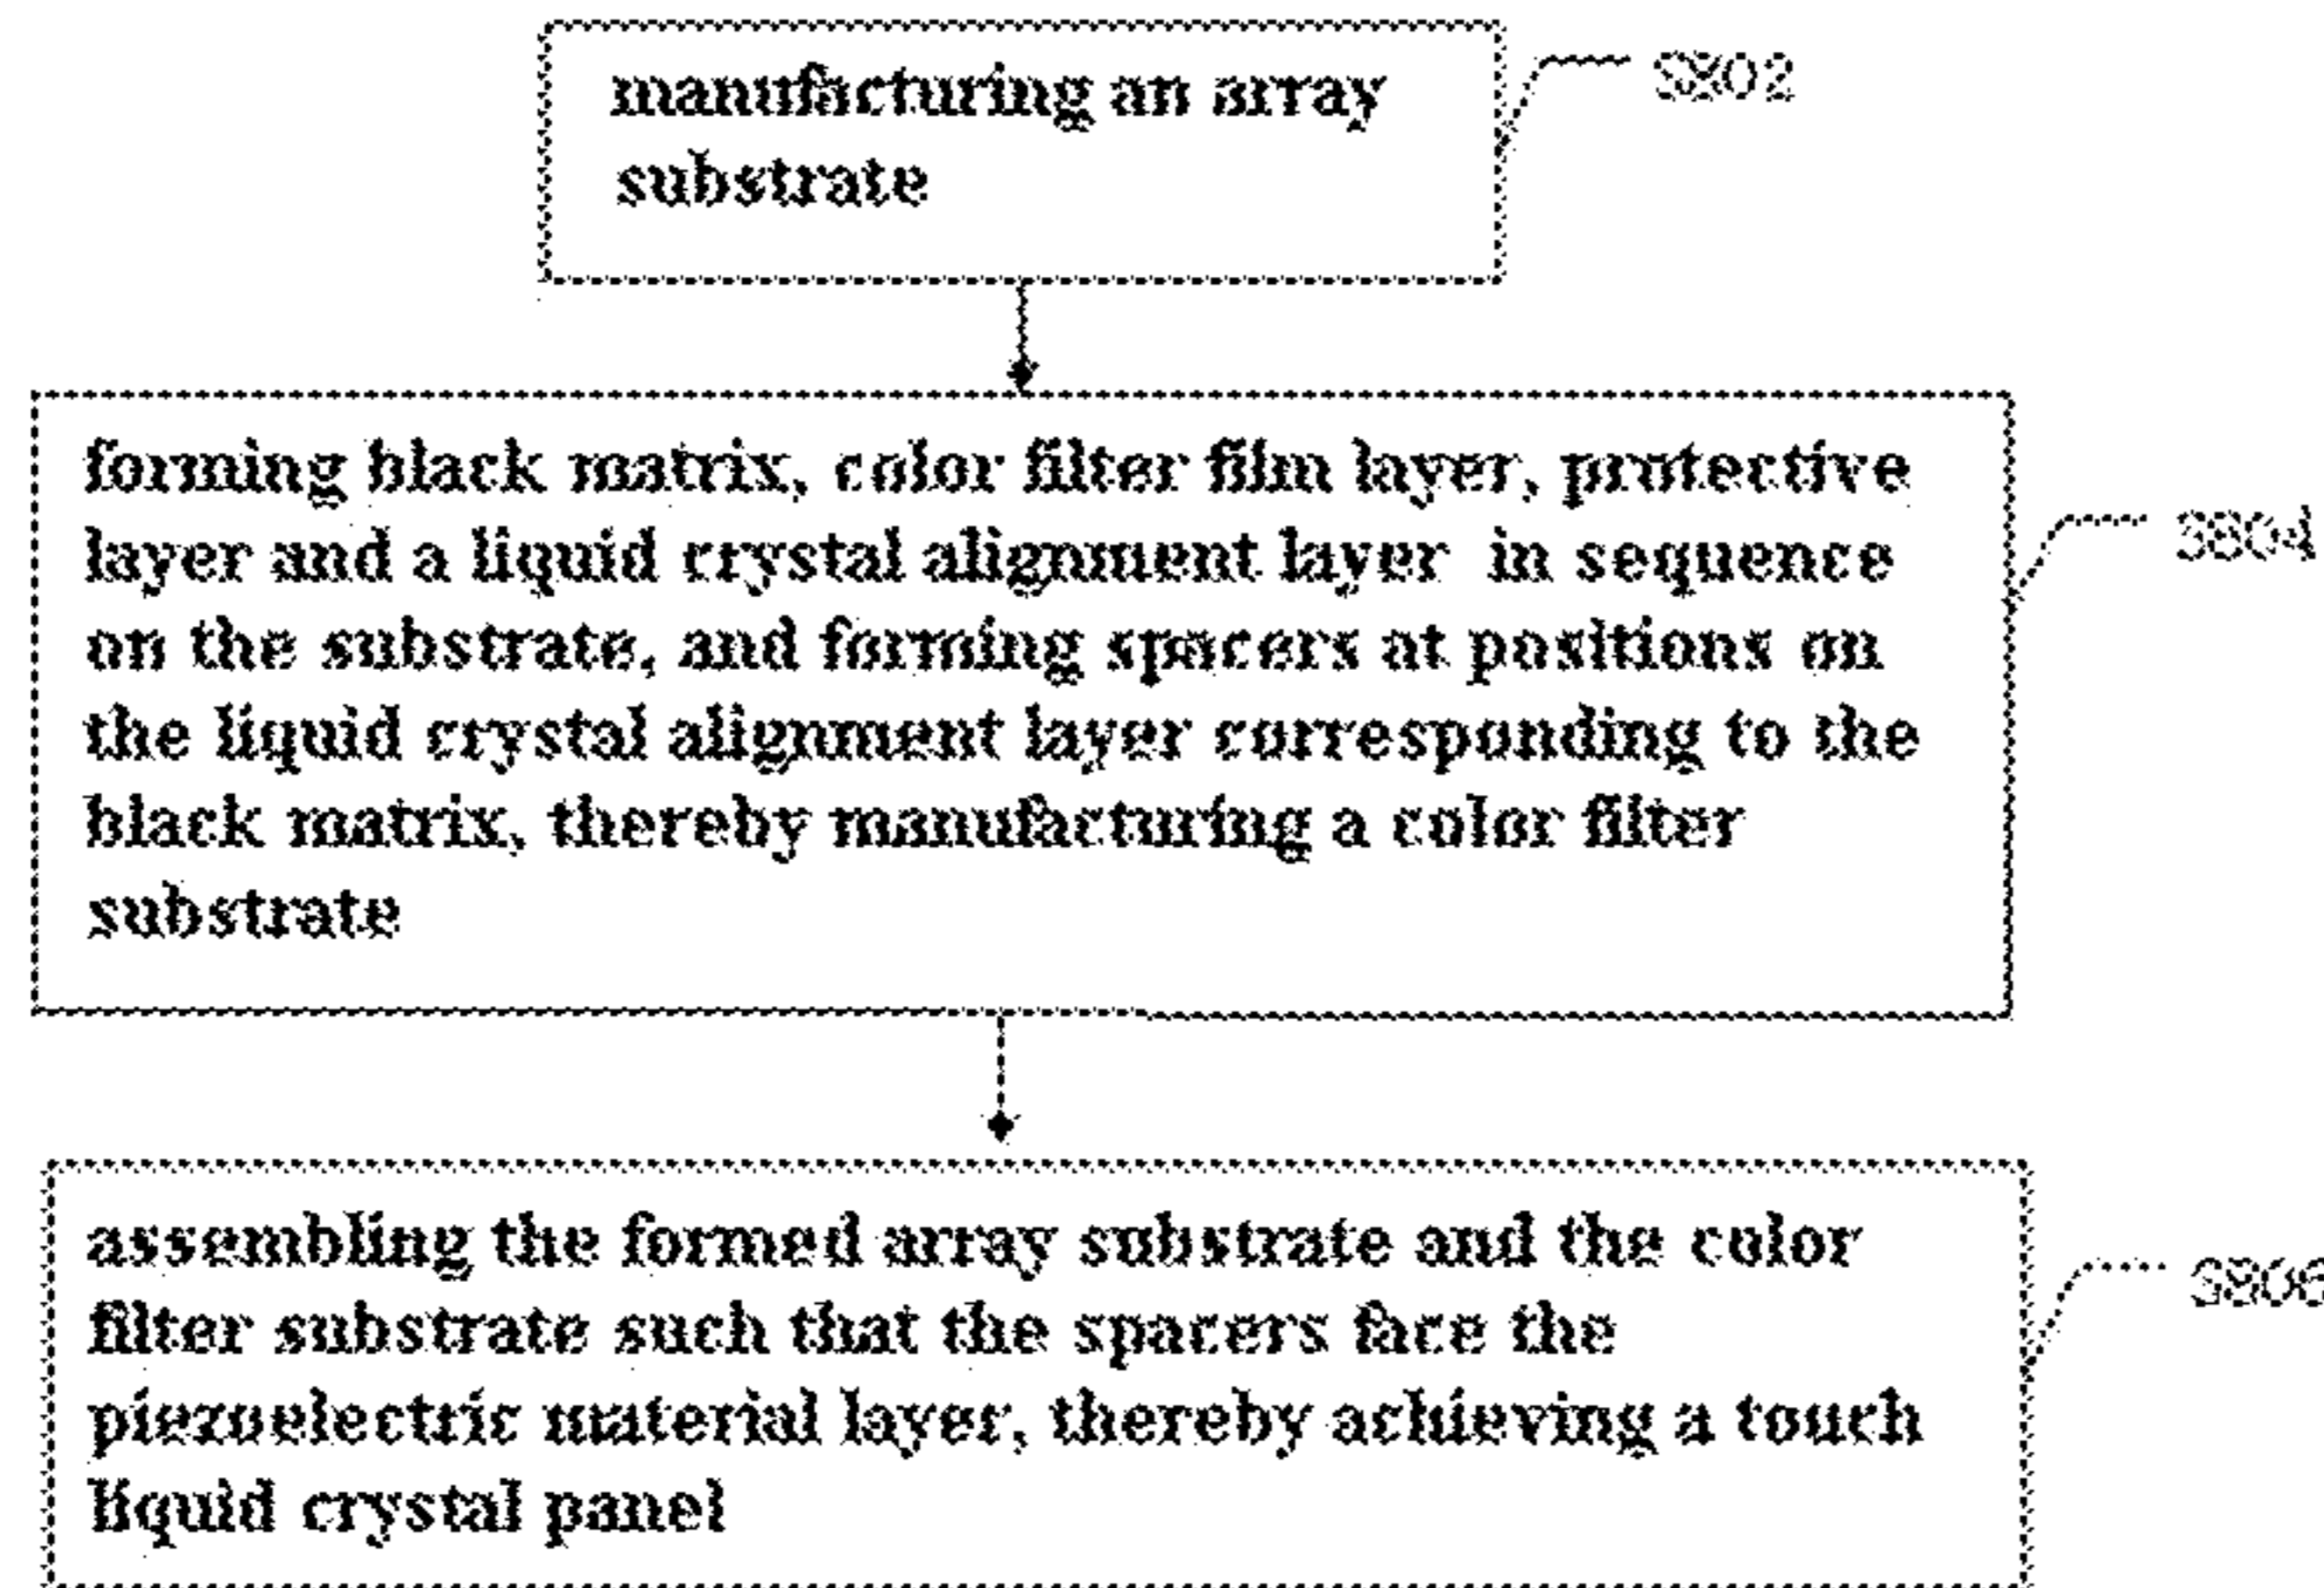 manufacturing an array
substrate
S802
forming black matrix, color filter film layer, protective
layer and a liquid crystal alignment layer in sequence
on the substrate, and forming spacers at positions on
the liquid crystal alignment layer corresponding to the
black matrix, thereby manufacturing a color filter
substrate
S804
assembling the formed array substrate and the color
filter substrate such that the spacers face the
piezoelectric material layer, thereby achieving a touch
liquid crystal panel
S806